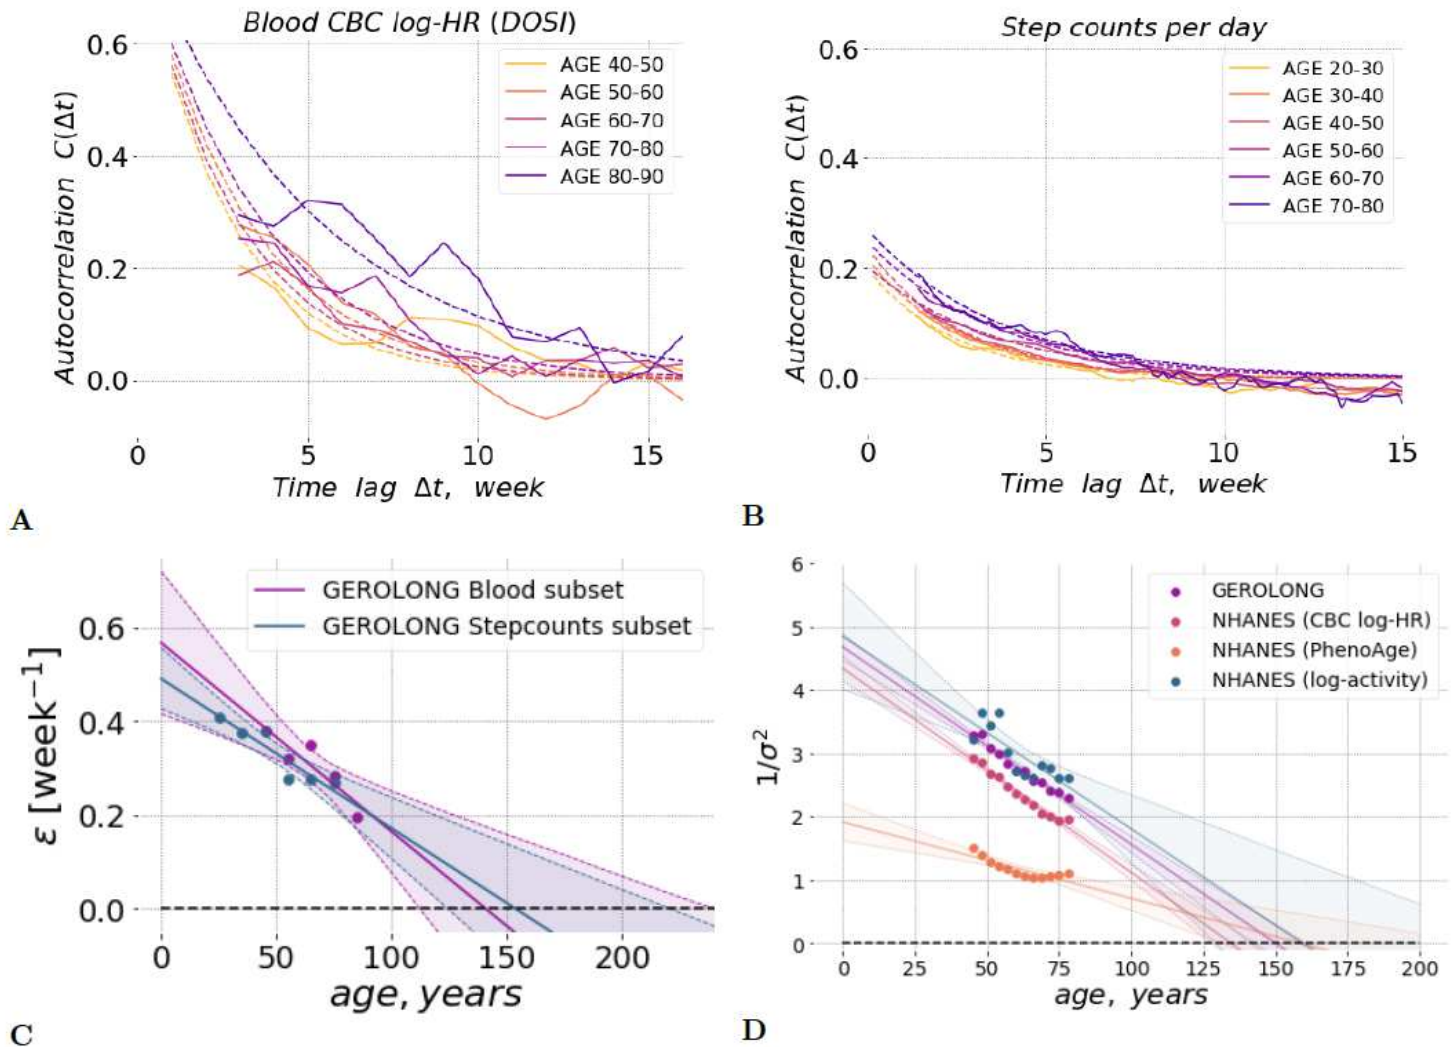 Blood CBC log-HR (DOSI)
0.6
0.4
0.2
0.0
Autocorrelation C(Δt)
AGE 40-50
AGE 50-60
AGE 60-70
AGE 70-80
AGE 80-90
0 5 10 15
Time lag Δt, week
A
Step counts per day
0.6
0.4
0.2
0.0
Autocorrelation C(Δt)
AGE 20-30
AGE 30-40
AGE 40-50
AGE 50-60
AGE 60-70
AGE 70-80
0 5 10 15
Time lag Δt, week
B
GEROLONG Blood subset
GEROLONG Stepcounts subset
0.6
0.4
0.2
0.0
ε [week⁻¹]
0 50 100 150 200
age, years
C
6
5
4
3
2
1
0
1/σ²
GEROLONG
NHANES (CBC log-HR)
NHANES (PhenoAge)
NHANES (log-activity)
0 25 50 75 100 125 150 175 200
age, years
D